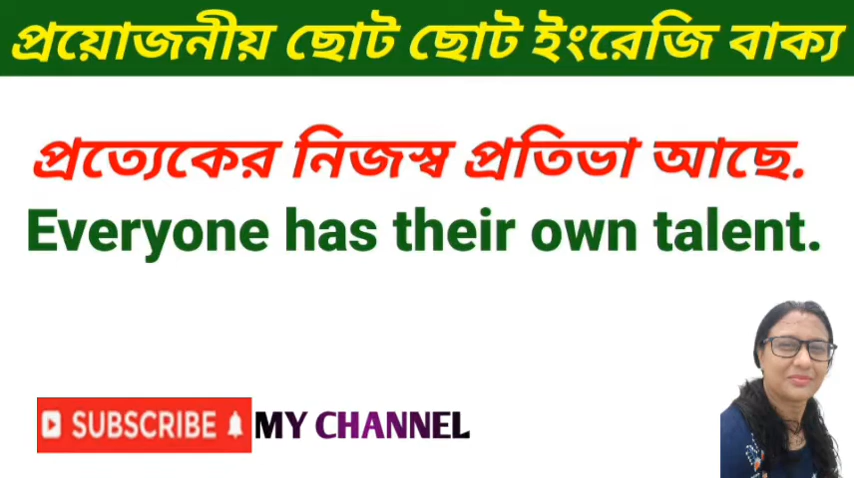 প্রয়োজনীয় ছোট ছোট ইংরেজি বাক্য
প্রত্যেকের নিজস্ব প্রতিভা আছে.
Everyone has their own talent.
SUBSCRIBE MY CHANNEL